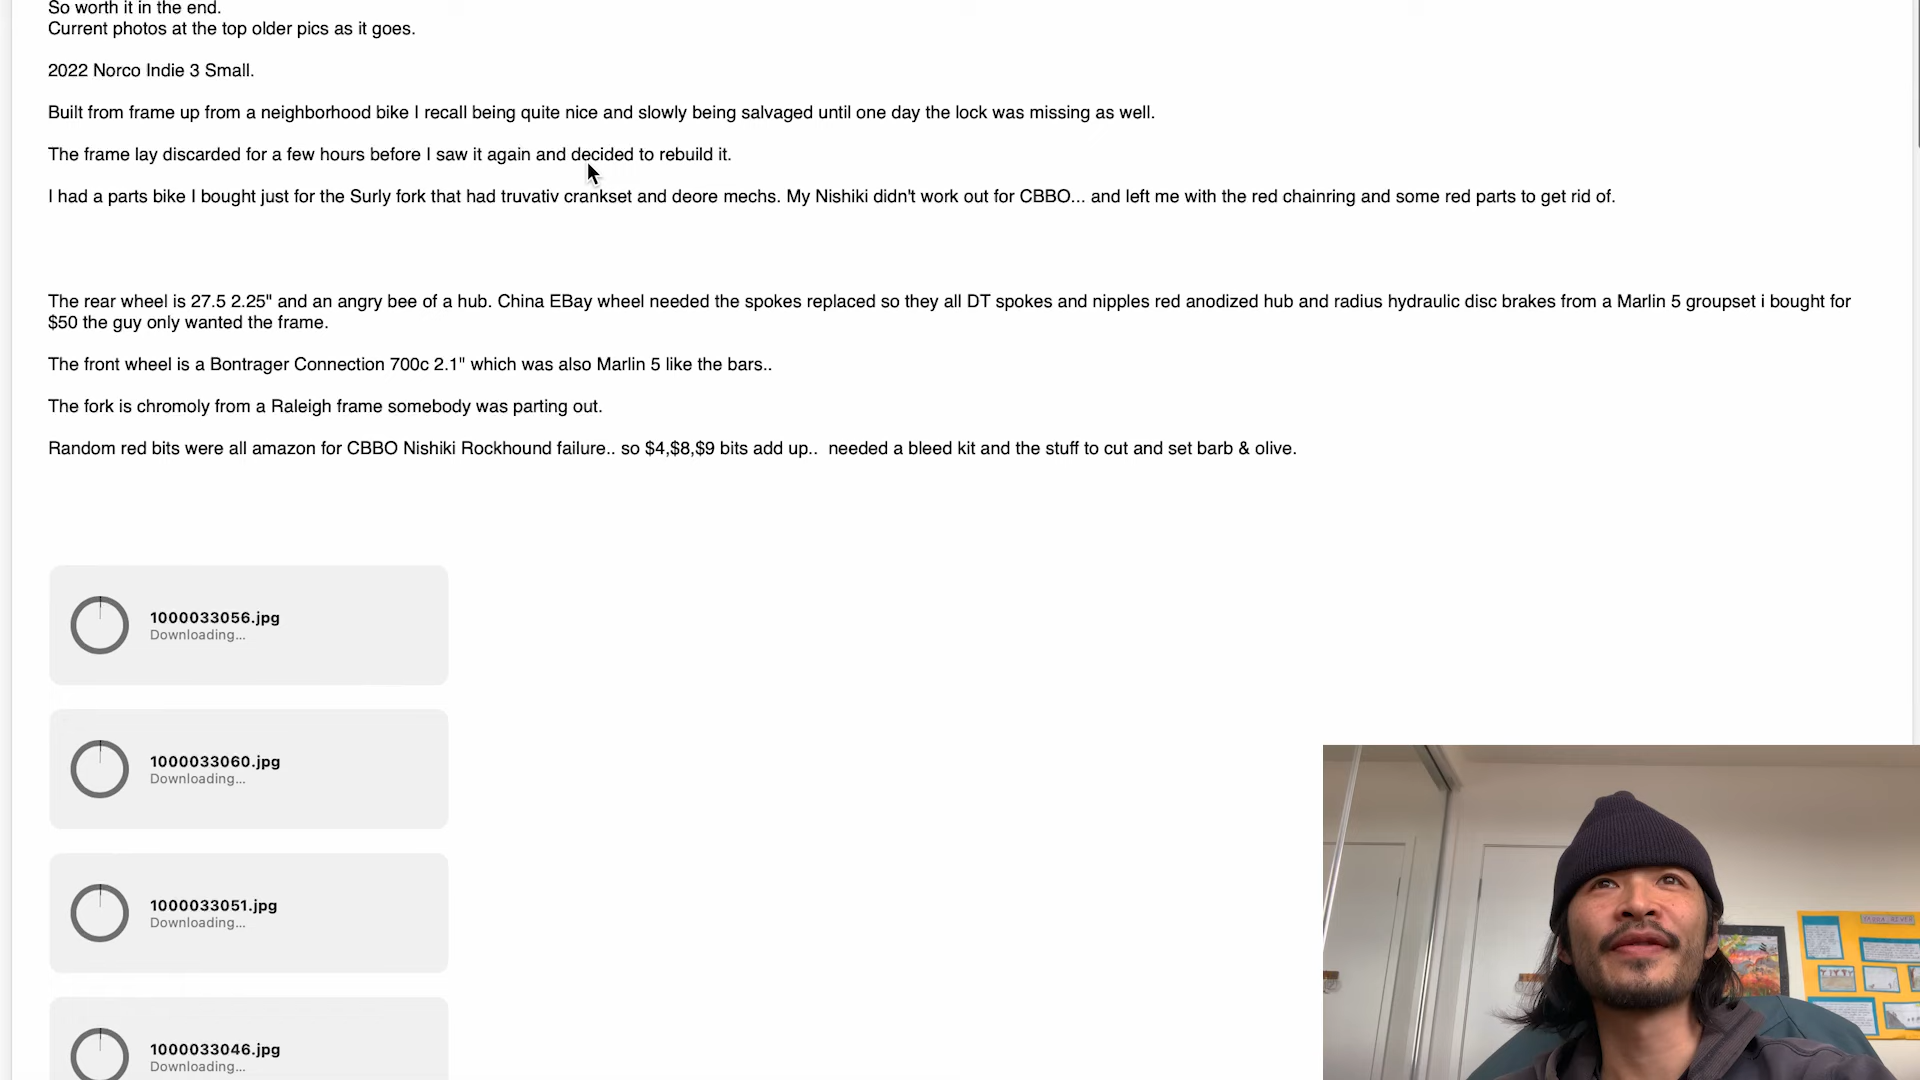 So worth it in the end.
Current photos at the top older pics as it goes.
2022 Norco Indie 3 Small.
Built from frame up from a neighborhood bike I recall being quite nice and slowly being salvaged until one day the lock was missing as well.
The frame lay discarded for a few hours before I saw it again and decided to rebuild it.
I had a parts bike I bought just for the Surly fork that had truvativ crankset and deore mechs. My Nishiki didn't work out for CBBO... and left me with the red chainring and some red parts to get rid of.
The rear wheel is 27.5 2.25" and an angry bee of a hub. China EBay wheel needed the spokes replaced so they all DT spokes and nipples red anodized hub and radius hydraulic disc brakes from a Marlin 5 groupset i bought for
$50 the guy only wanted the frame.
The front wheel is a Bontrager Connection 700c 2.1" which was also Marlin 5 like the bars..
The fork is chromoly from a Raleigh frame somebody was parting out.
Random red bits were all amazon for CBBO Nishiki Rockhound failure.. so $4,$8,$9 bits add up..  needed a bleed kit and the stuff to cut and set barb & olive.
1000033056.jpg
Downloading...
1000033060.jpg
Downloading...
1000033051.jpg
Downloading...
1000033046.jpg
Downloading...